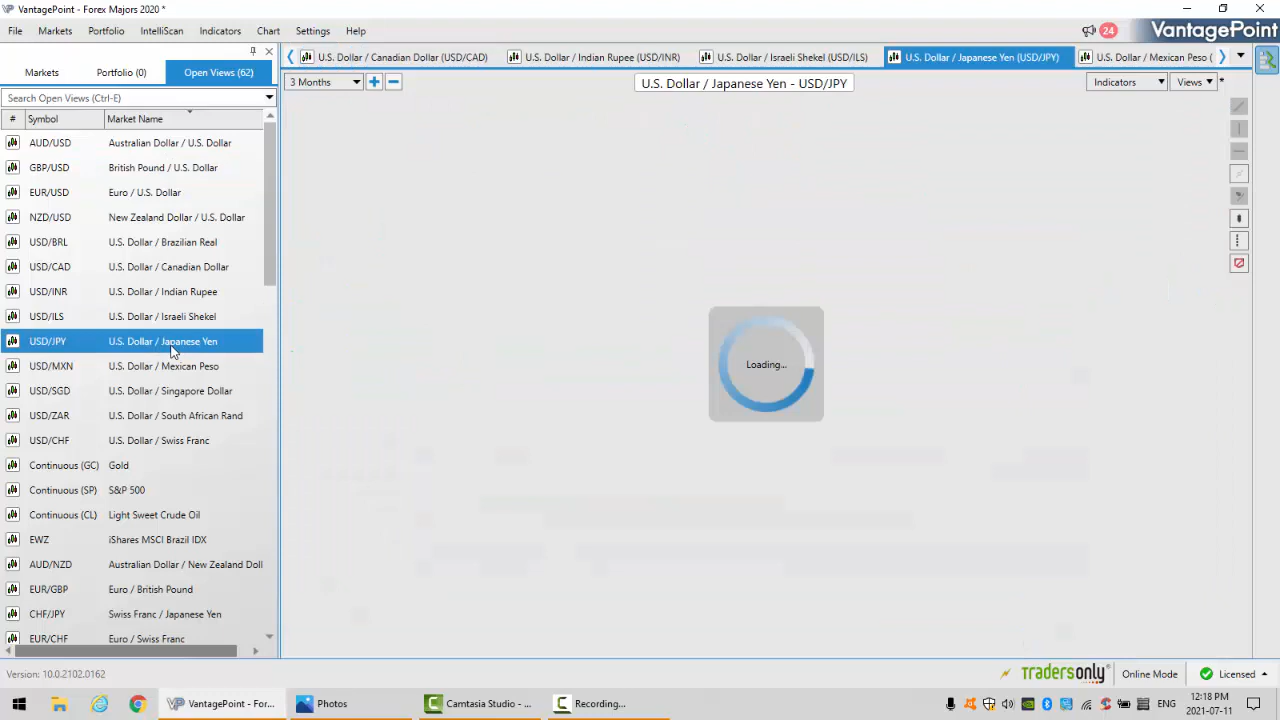 VantagePoint - Forex Majors 2020 *
File Markets Portfolio IntelliScan Indicators Chart Settings Help
24
VantagePoint
Markets Portfolio (0) Open Views (62)
U.S. Dollar / Canadian Dollar (USD/CAD) U.S. Dollar / Indian Rupee (USD/INR) U.S. Dollar / Israeli Shekel (USD/ILS) U.S. Dollar / Japanese Yen (USD/JPY) U.S. Dollar / Mexican Peso (
Search Open Views (Ctrl-E)
3 Months
U.S. Dollar / Japanese Yen - USD/JPY
Indicators Views *
# Symbol Market Name
AUD/USD Australian Dollar / U.S. Dollar
GBP/USD British Pound / U.S. Dollar
EUR/USD Euro / U.S. Dollar
NZD/USD New Zealand Dollar / U.S. Dollar
USD/BRL U.S. Dollar / Brazilian Real
USD/CAD U.S. Dollar / Canadian Dollar
USD/INR U.S. Dollar / Indian Rupee
USD/ILS U.S. Dollar / Israeli Shekel
USD/JPY U.S. Dollar / Japanese Yen
USD/MXN U.S. Dollar / Mexican Peso
USD/SGD U.S. Dollar / Singapore Dollar
USD/ZAR U.S. Dollar / South African Rand
USD/CHF U.S. Dollar / Swiss Franc
Continuous (GC) Gold
Continuous (SP) S&P 500
Continuous (CL) Light Sweet Crude Oil
EWZ iShares MSCI Brazil IDX
AUD/NZD Australian Dollar / New Zealand Doll
EUR/GBP Euro / British Pound
CHF/JPY Swiss Franc / Japanese Yen
EUR/CHF Euro / Swiss Franc
Loading...
Version: 10.0.2102.0162
tradersonly Online Mode Licensed
VantagePoint - For... Photos Camtasia Studio - ... Recording...
ENG
12:18 PM
2021-07-11